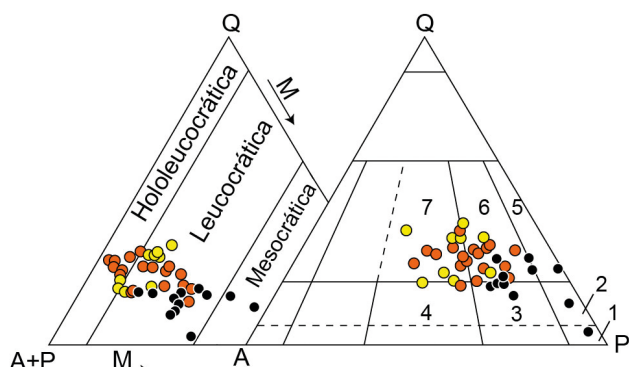 Q
Q
M
Hololeucocrática
Leucocrática
Mesocrática
7
6
5
4
3
2
1
A+P
M
A
P